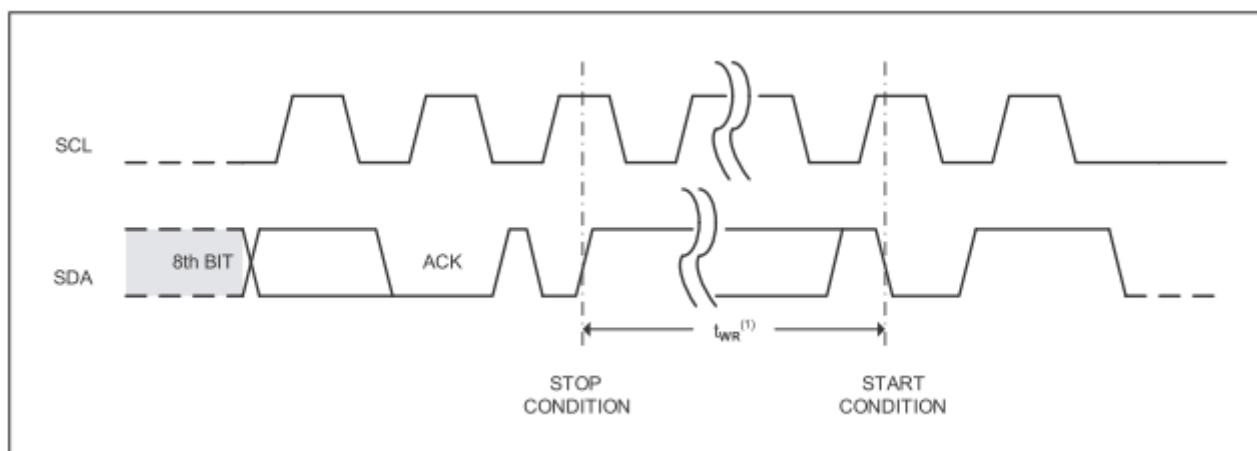 SCL
SDA
8th BIT
ACK
tWR(1)
STOP
CONDITION
START
CONDITION